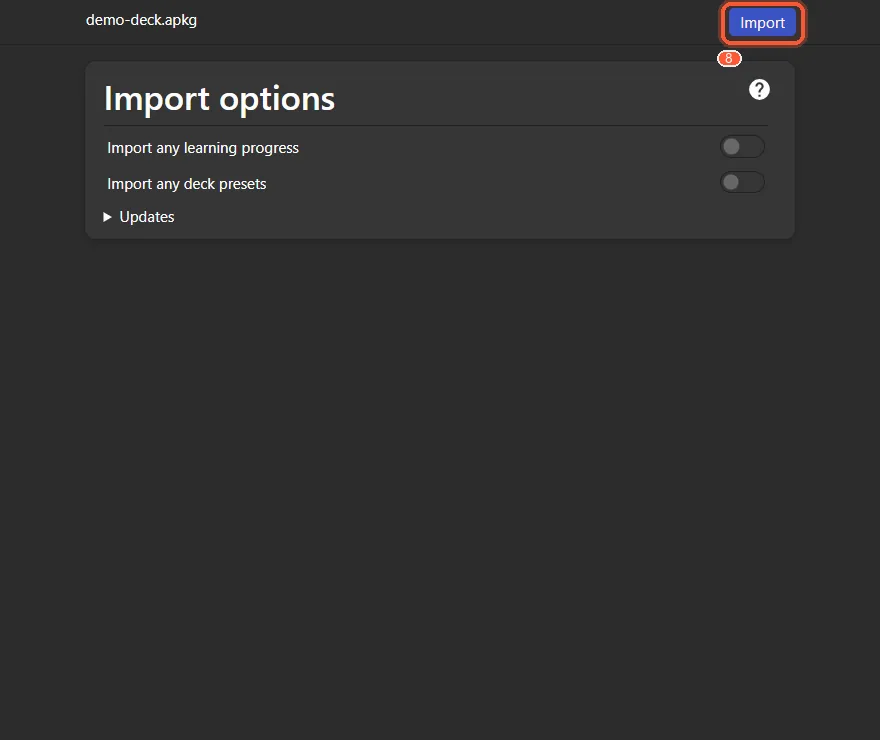 demo-deck.apkg
Import
8
Import options
?
Import any learning progress
Import any deck presets
Updates